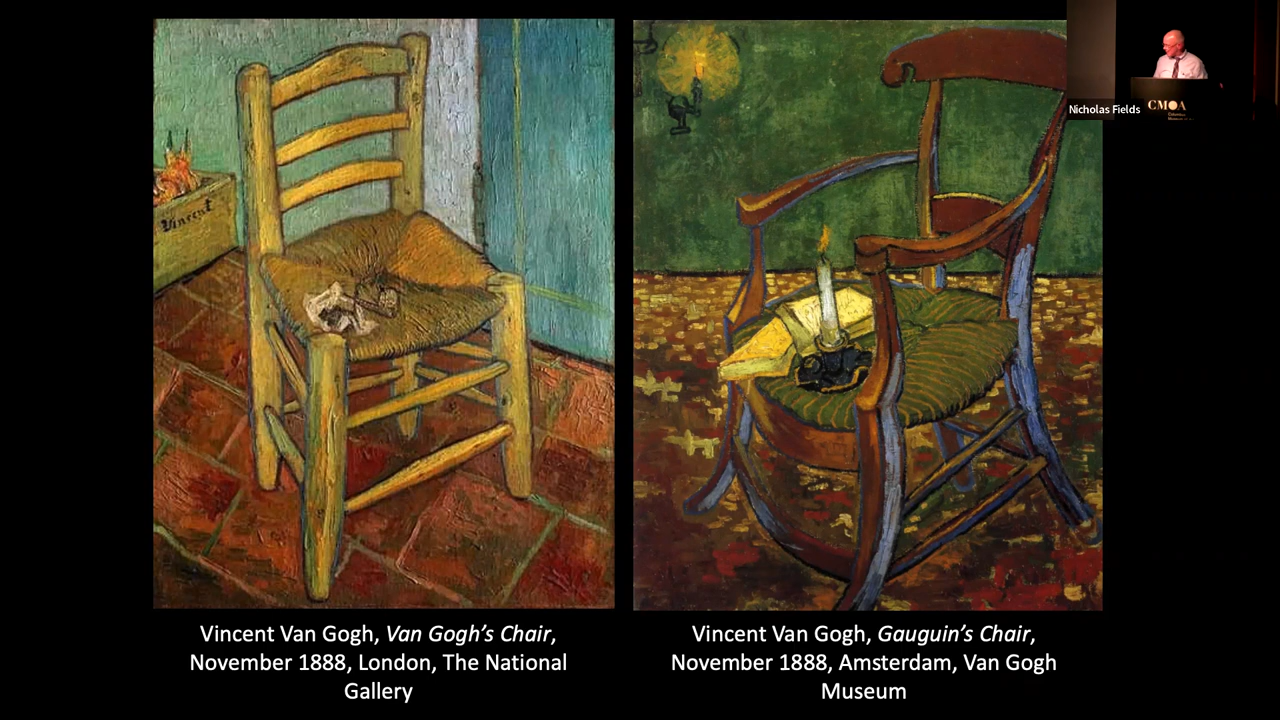 Vincent
Nicholas Fields
CMOA
Columbus
Vincent Van Gogh, Van Gogh's Chair,
November 1888, London, The National
Gallery
Vincent Van Gogh, Gauguin's Chair,
November 1888, Amsterdam, Van Gogh
Museum